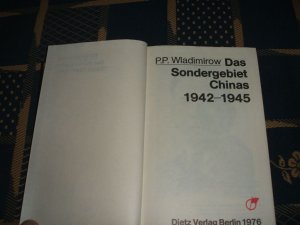 P.P. Wladimirow Das
Sondergebiet
Chinas
1942–1945
Dietz Verlag Berlin 1976